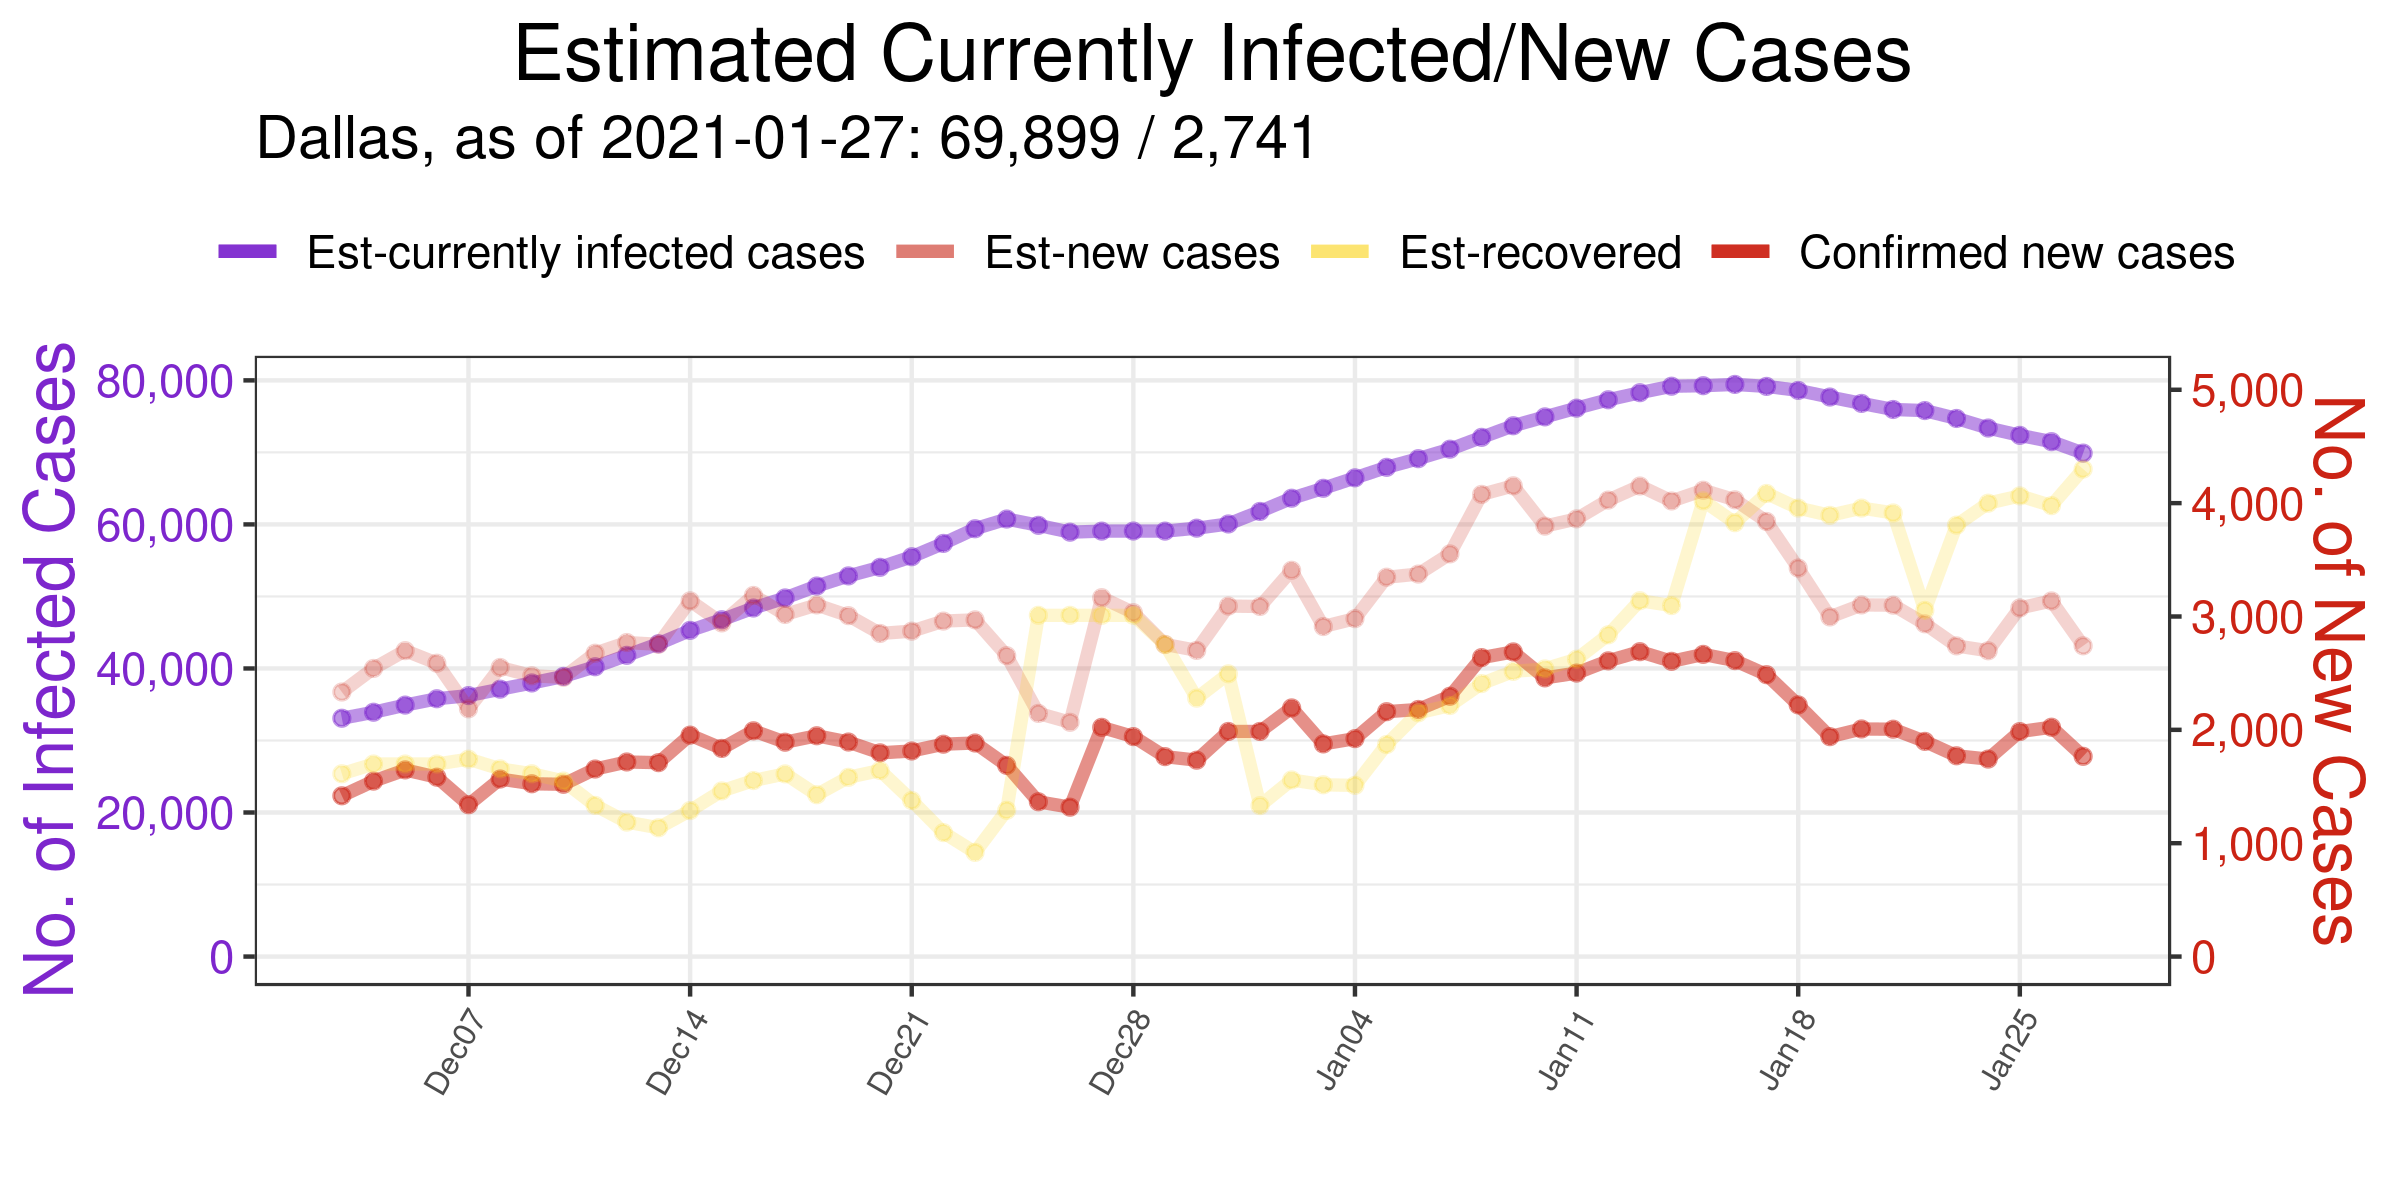 Estimated Currently Infected/New Cases
Dallas, as of 2021-01-27: 69,899 / 2,741
Est-currently infected cases Est-new cases Est-recovered Confirmed new cases
No. of Infected Cases
80,000
60,000
40,000
20,000
0
5,000
4,000
3,000
2,000
1,000
0
No. of New Cases
Dec07 Dec14 Dec21 Dec28 Jan04 Jan11 Jan18 Jan25